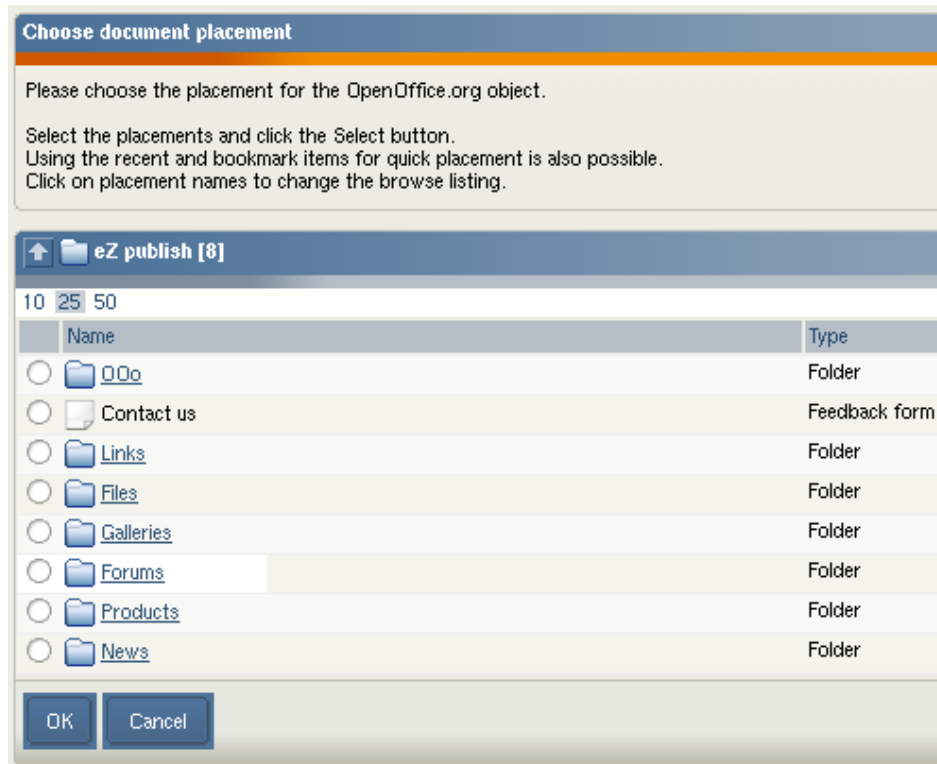 Choose document placement
Please choose the placement for the OpenOffice.org object.
Select the placements and click the Select button.
Using the recent and bookmark items for quick placement is also possible.
Click on placement names to change the browse listing.
eZ publish [8]
10 25 50
Name Type
OOo Folder
Contact us Feedback form
Links Folder
Files Folder
Galleries Folder
Forums Folder
Products Folder
News Folder
OK Cancel